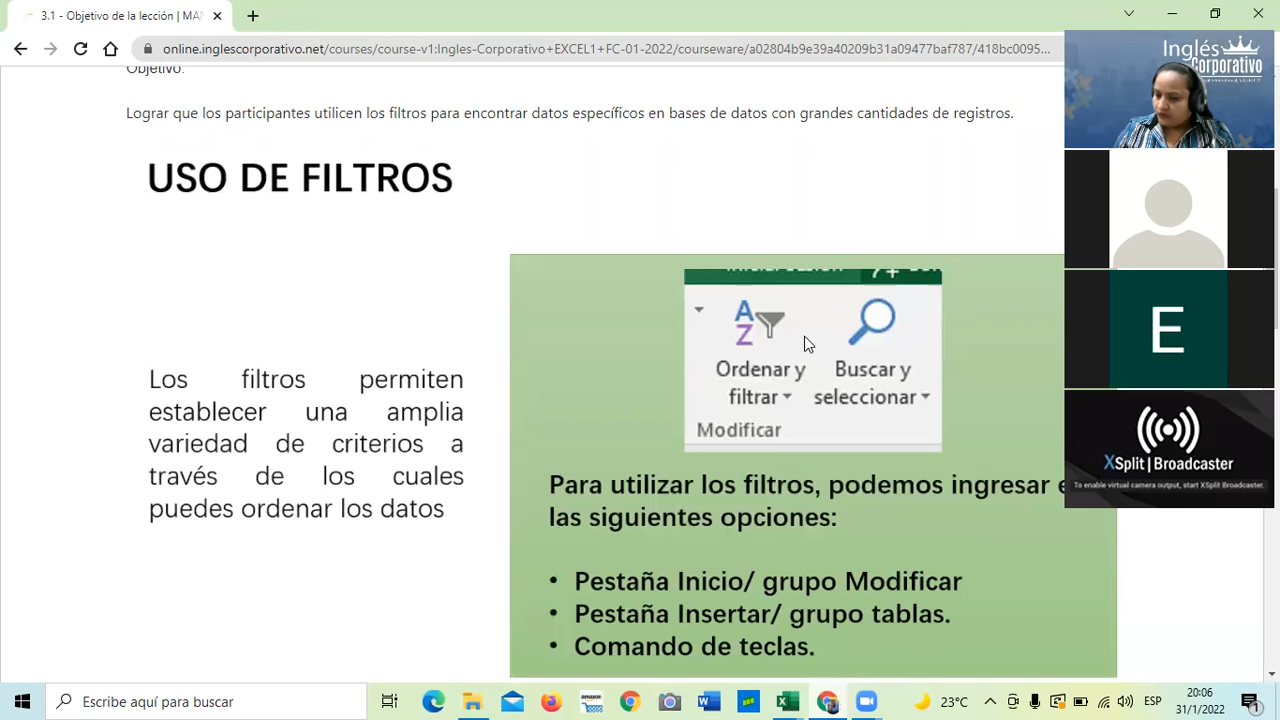 3.1 - Objetivo de la lección | MAN
online.inglescorporativo.net/courses/course-v1:Ingles-Corporativo+EXCEL1+FC-01-2022/courseware/a02804b9e39a40209b31a09477baf787/418bc0095...
Objetivo:
Lograr que los participantes utilicen los filtros para encontrar datos específicos en bases de datos con grandes cantidades de registros.
USO DE FILTROS
Los filtros permiten
establecer una amplia
variedad de criterios a
través de los cuales
puedes ordenar los datos
A
Z
Ordenar y
filtrar
Buscar y
seleccionar
Modificar
Para utilizar los filtros, podemos ingresar
las siguientes opciones:
• Pestaña Inicio/ grupo Modificar
• Pestaña Insertar/ grupo tablas.
• Comando de teclas.
Inglés
Corporativo
E
XSplit | Broadcaster
To enable virtual camera output, start XSplit Broadcaster.
Escribe aquí para buscar
amazon
23°C
ESP
20:06
31/1/2022